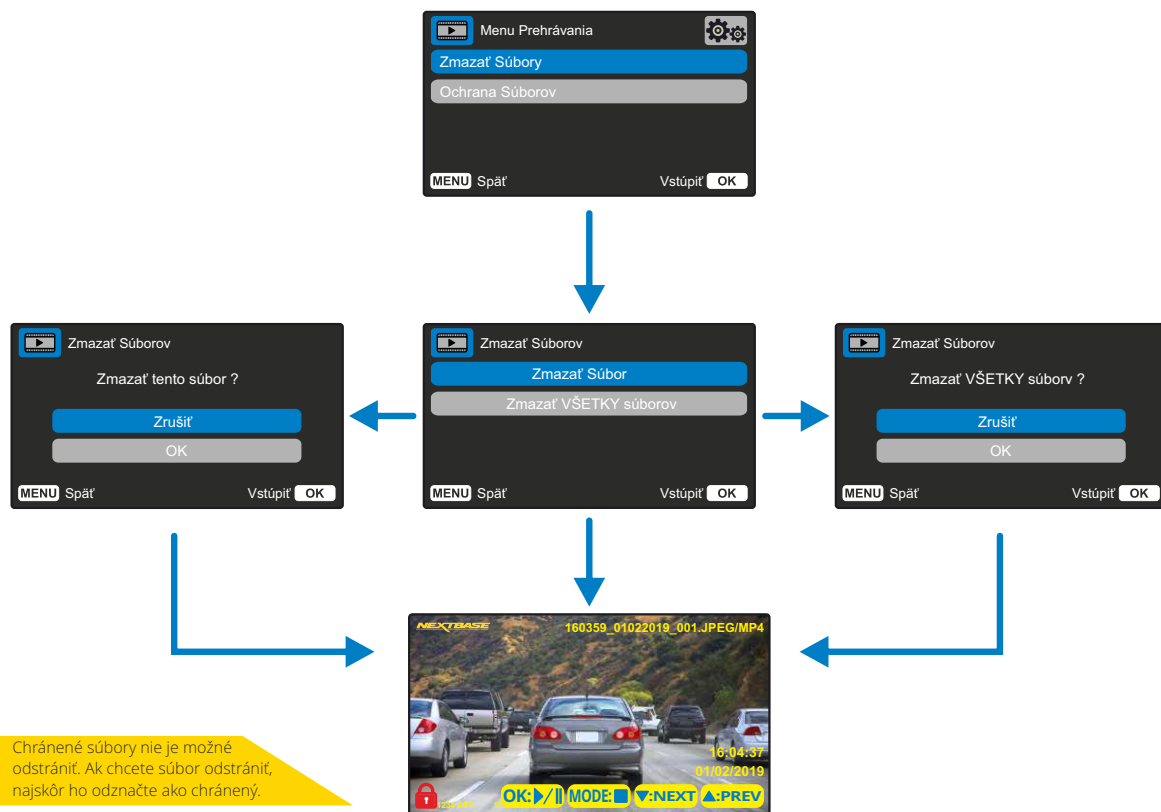 Menu Prehrávania
Zmazať Súbory
Ochrana Súborov
MENU Späť Vstúpiť OK
Zmazať Súborov
Zmazať tento súbor ?
Zrušiť
OK
MENU Späť Vstúpiť OK
Zmazať Súborov
Zmazať Súbor
Zmazať VŠETKY súborov
MENU Späť Vstúpiť OK
Zmazať Súborov
Zmazať VŠETKY súborv ?
Zrušiť
OK
MENU Späť Vstúpiť OK
NEXTBASE 160359_01022019_001.JPEG/MP4
16:04:37
01/02/2019
OK: MODE: :NEXT :PREV
Chránené súbory nie je možné
odstrániť. Ak chcete súbor odstrániť,
najskôr ho odznačte ako chránený.